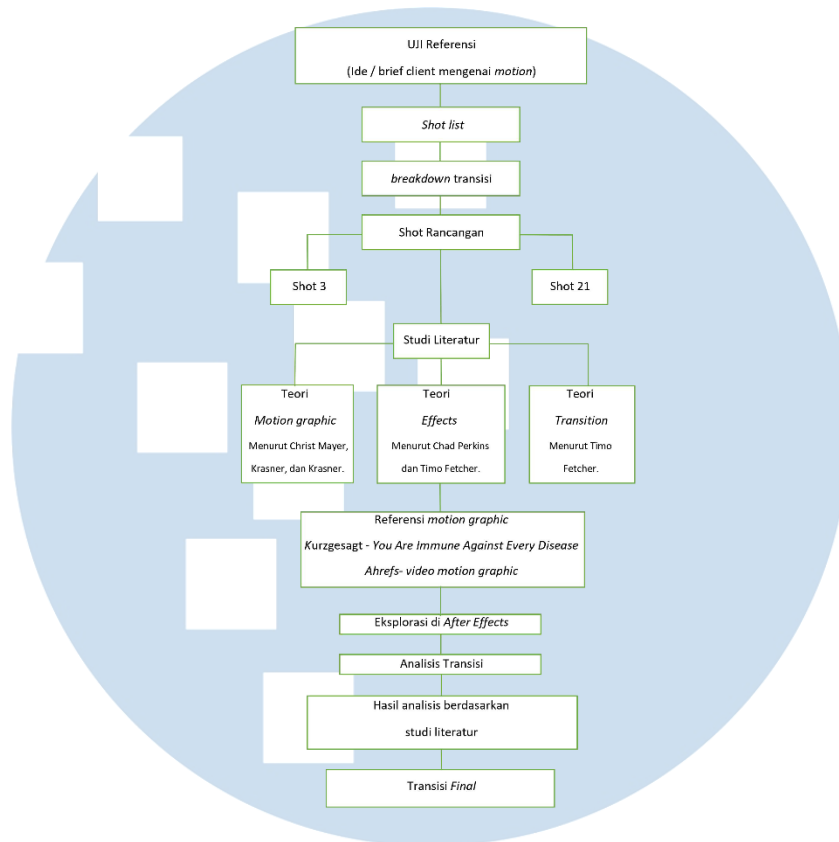 UJI Referensi
(Ide / brief client mengenai motion)
Shot list
breakdown transisi
Shot Rancangan
Shot 3
Shot 21
Studi Literatur
Teori
Motion graphic
Menurut Christ Mayer,
Krasner, dan Krasner.
Teori
Effects
Menurut Chad Perkins
dan Timo Fetcher.
Teori
Transition
Menurut Timo
Fetcher.
Referensi motion graphic
Kurzgesagt - You Are Immune Against Every Disease
Ahrefs- video motion graphic
Eksplorasi di After Effects
Analisis Transisi
Hasil analisis berdasarkan
studi literatur
Transisi Final